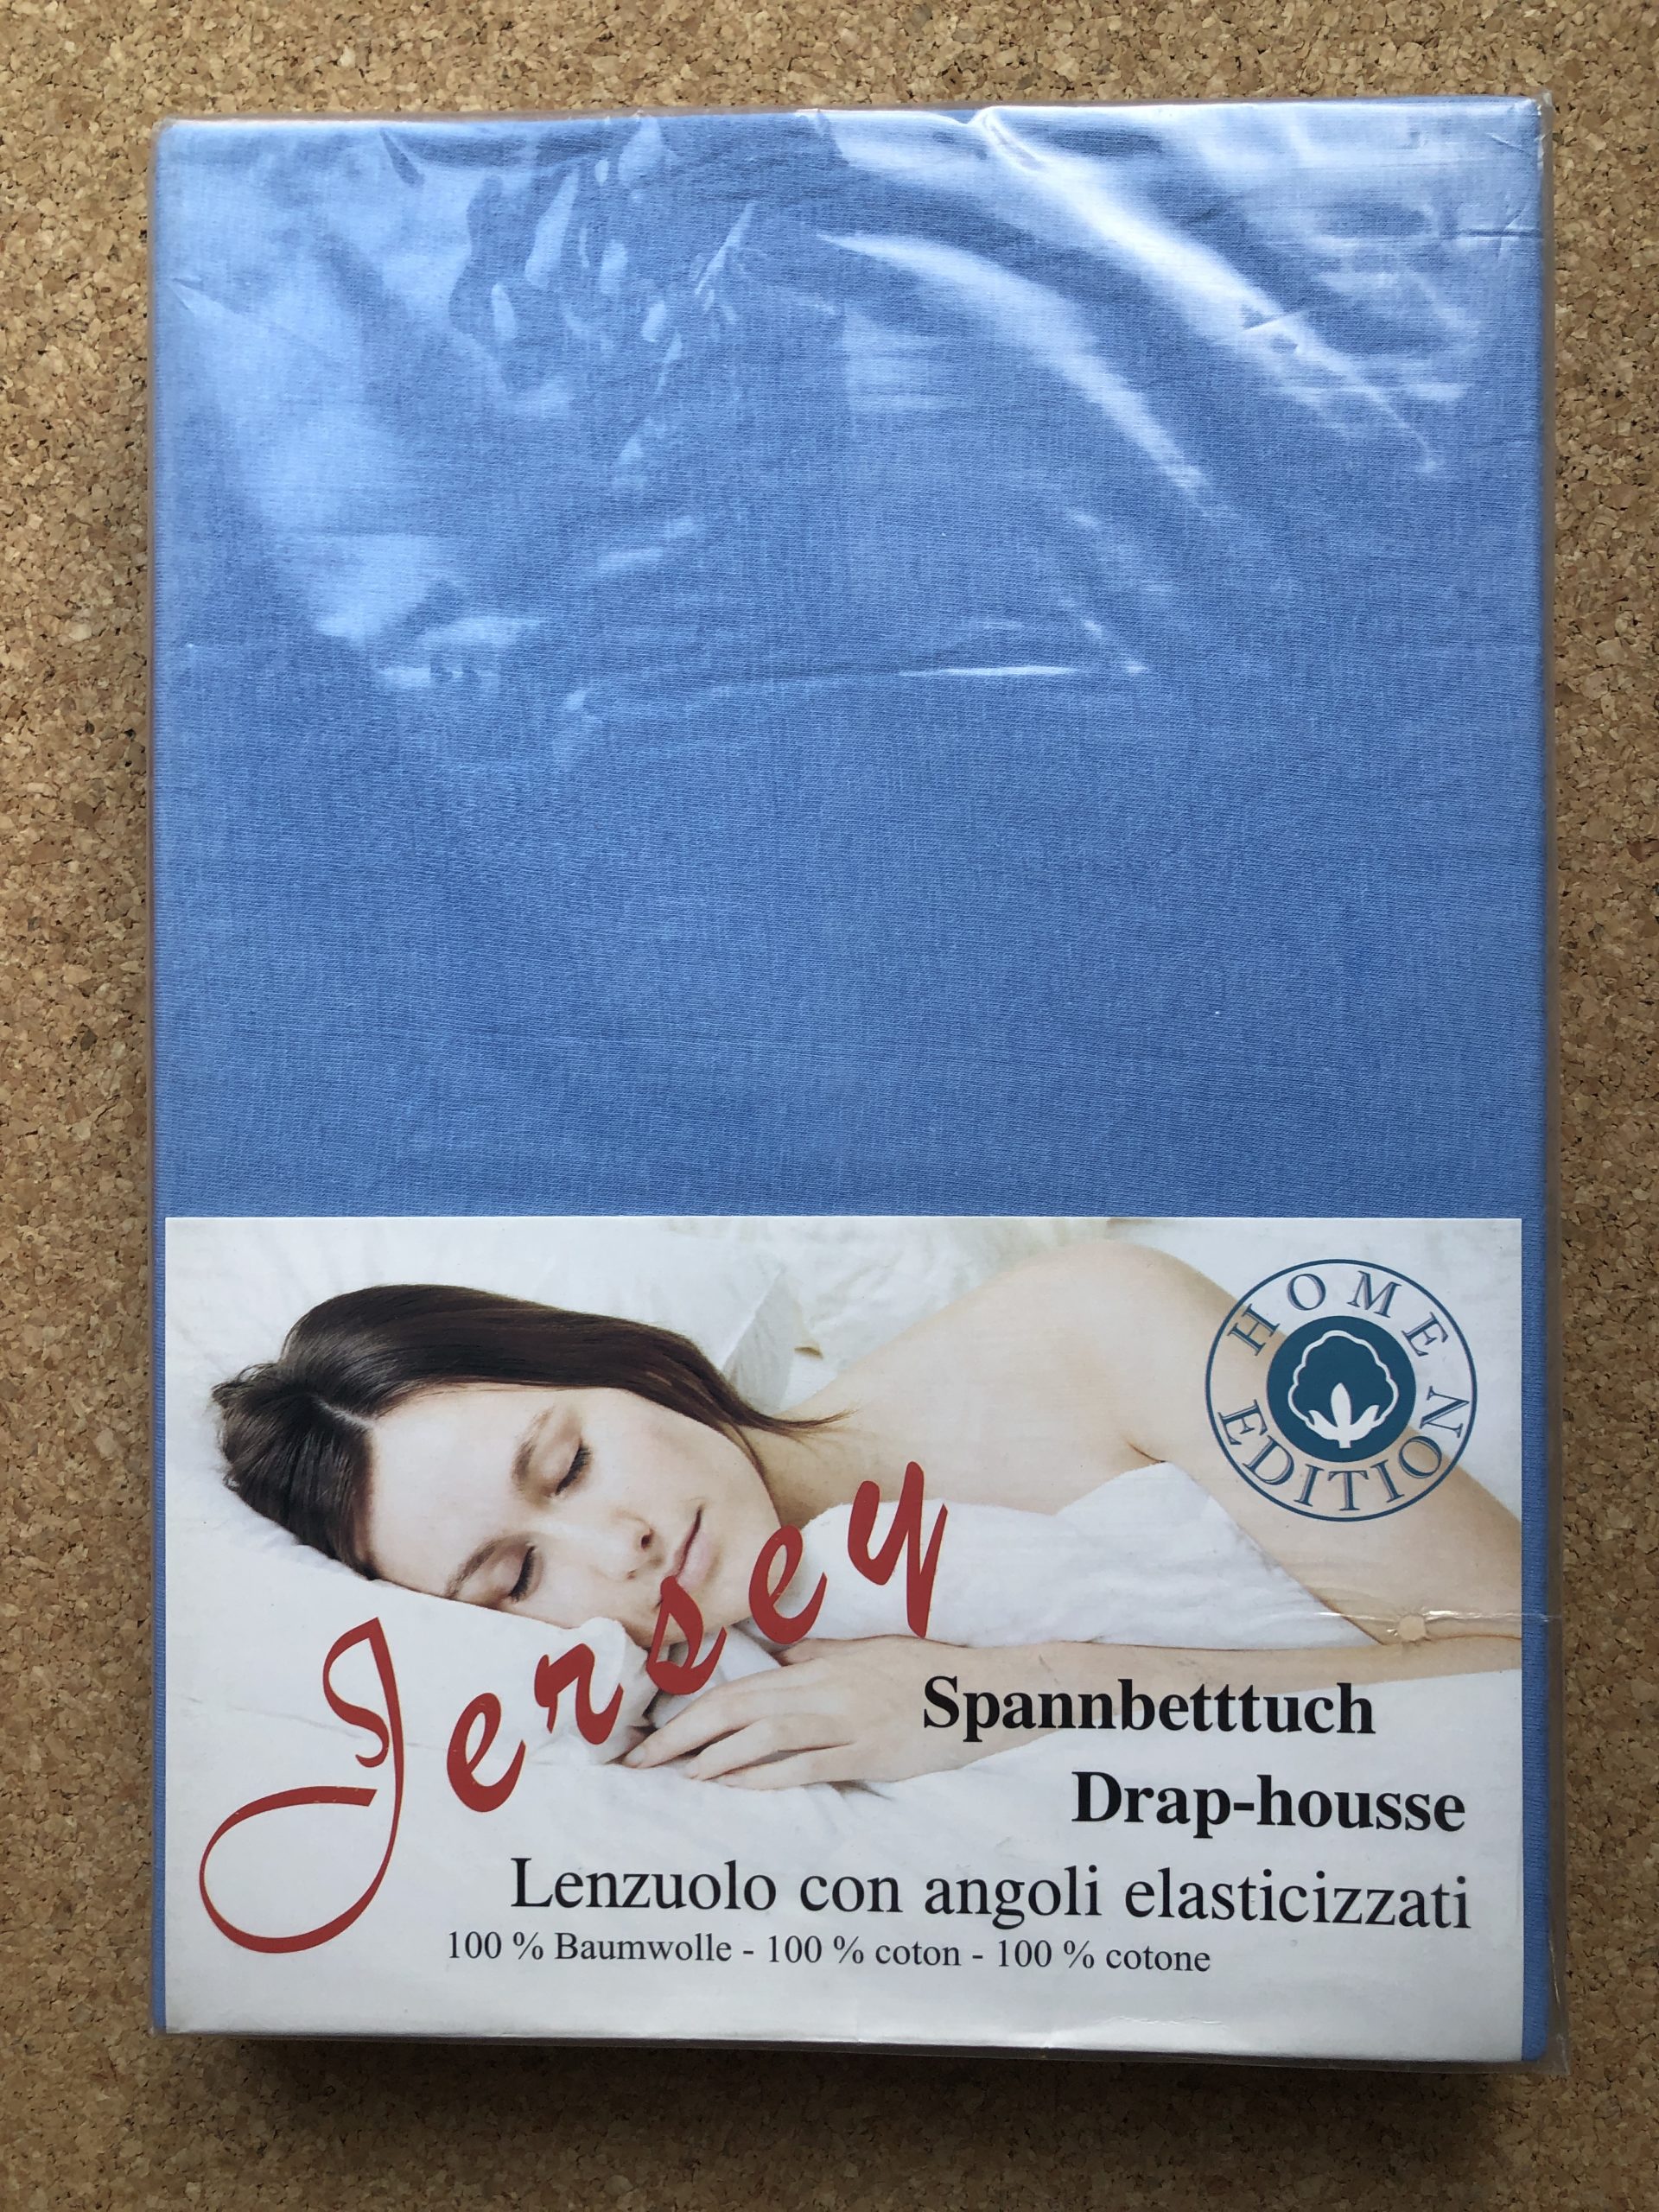 HOME
EDITION
Jersey
Spannbetttuch
Drap-housse
Lenzuolo con angoli elasticizzati
100 % Baumwolle - 100 % coton - 100 % cotone